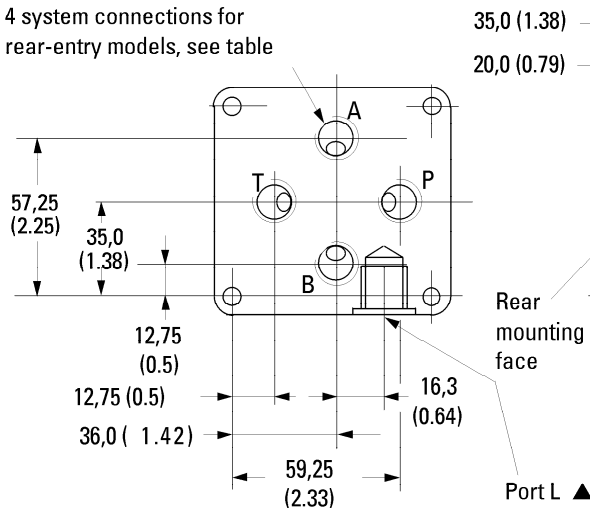 4 system connections for
rear-entry models, see table
35,0 (1.38)
20,0 (0.79)
A
T
P
57,25
(2.25)
35,0
(1.38)
B
12,75
(0.5)
Rear
mounting
face
12,75 (0.5)
16,3
(0.64)
36,0 ( 1.42)
59,25
(2.33)
Port L ▲